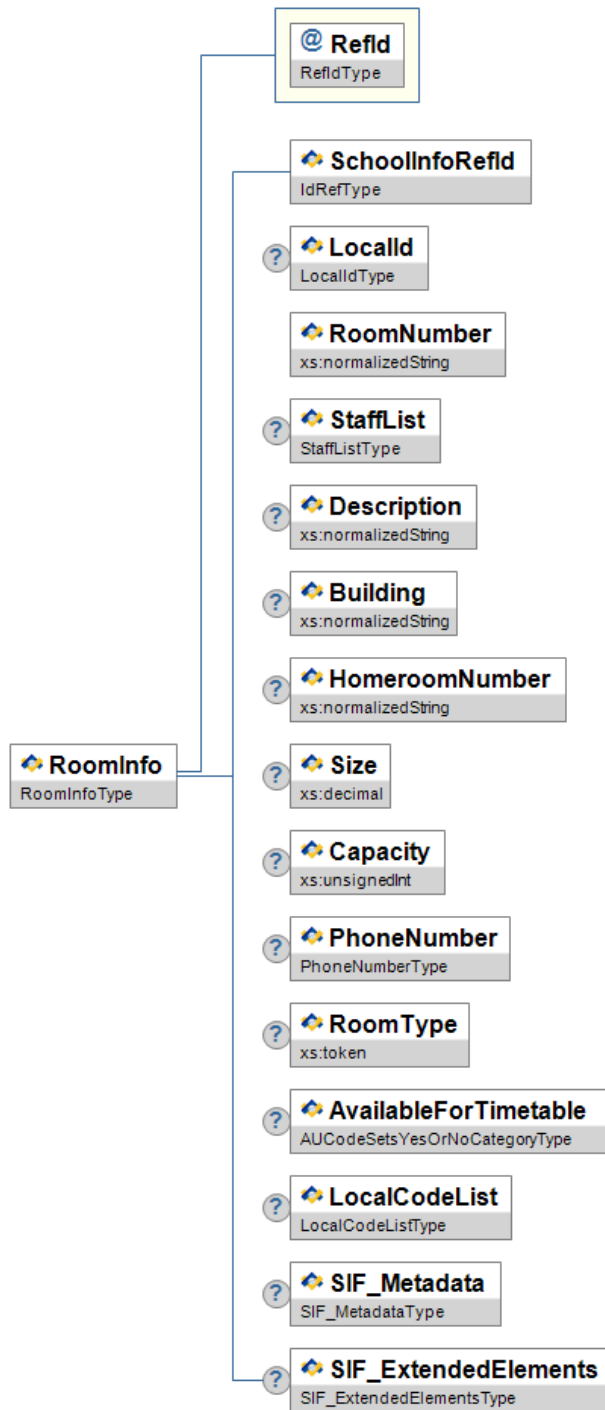 @ RefId
RefIdType
SchoolInfoRefId
IdRefType
? LocalId
LocalIdType
RoomNumber
xs:normalizedString
? StaffList
StaffListType
? Description
xs:normalizedString
? Building
xs:normalizedString
? HomeroomNumber
xs:normalizedString
RoomInfo
RoomInfoType
? Size
xs:decimal
? Capacity
xs:unsignedInt
? PhoneNumber
PhoneNumberType
? RoomType
xs:token
? AvailableForTimetable
AUCodeSetsYesOrNoCategoryType
? LocalCodeList
LocalCodeListType
? SIF_Metadata
SIF_MetadataType
? SIF_ExtendedElements
SIF_ExtendedElementsType